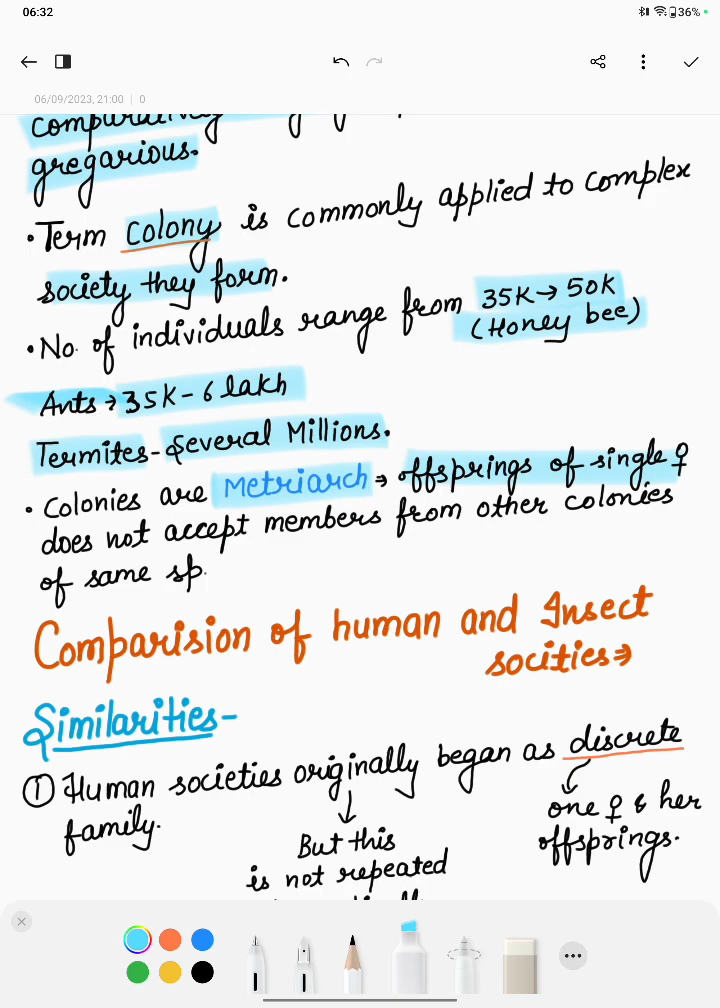 06:32
36%
06/09/2023, 21:00 | 0
gregarious.
• Term Colony is commonly applied to complex
society they form.
• No. of individuals range from 35K → 50K
(Honey bee)
Ants → 35K - 6 lakh
Termites - Several Millions.
• Colonies are Metriarch → offsprings of single ♀
does not accept members from other colonies
of same sp.
Comparision of human and Insect
socities ⇒
Similarities -
① Human societies originally began as discrete
family.
one ♀ & her
offsprings.
But this
is not repeated